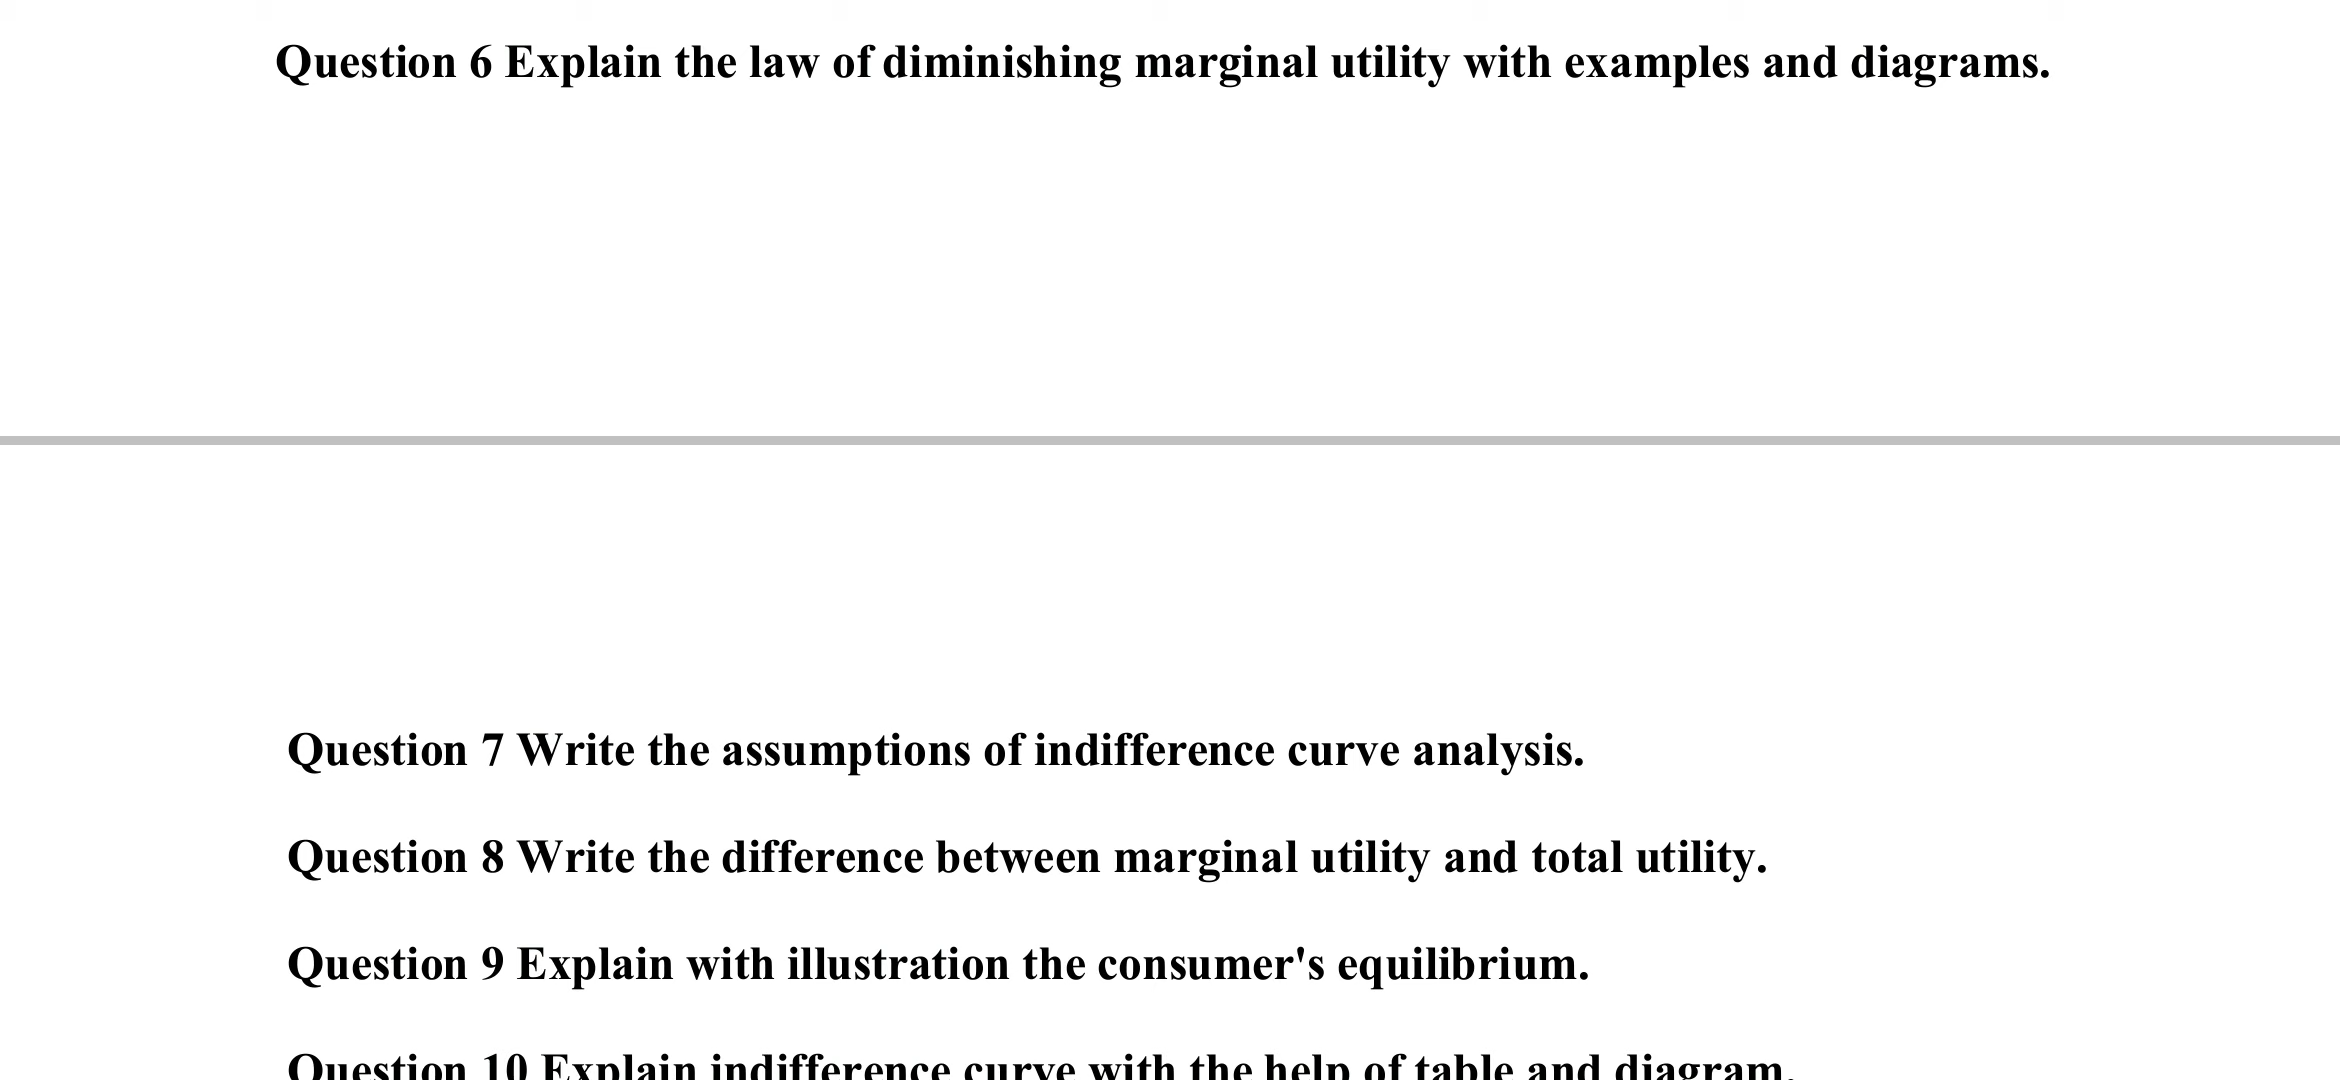 Question 6 Explain the law of diminishing marginal utility with examples and diagrams.
Question 7 Write the assumptions of indifference curve analysis.
Question 8 Write the difference between marginal utility and total utility.
Question 9 Explain with illustration the consumer's equilibrium.
Question 10 Explain indifference curve with the help of table and diagram.